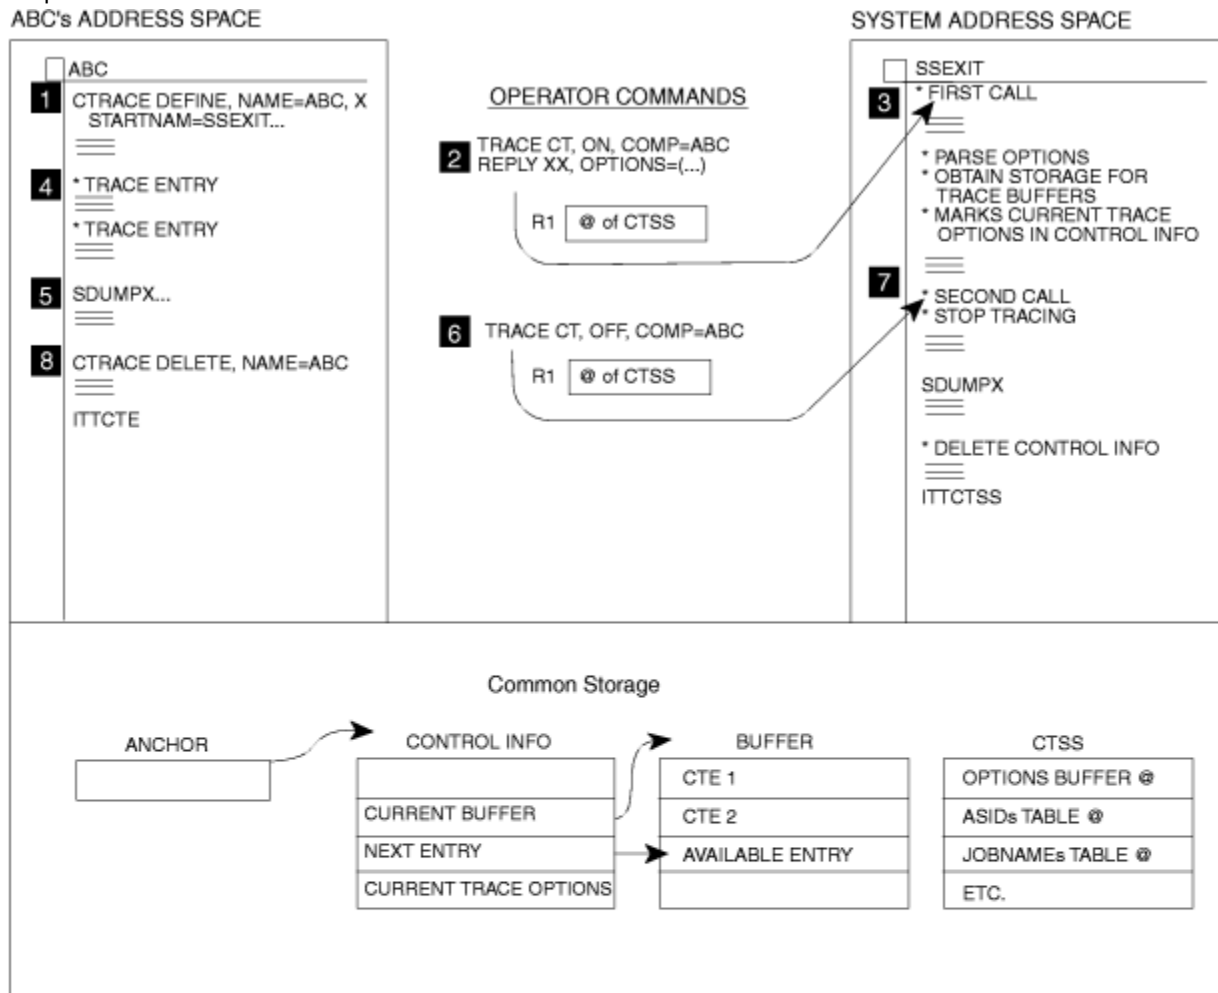 ABC's ADDRESS SPACE
ABC
1
CTRACE DEFINE, NAME=ABC, X
STARTNAM=SSEXIT...
4
* TRACE ENTRY
* TRACE ENTRY
5
SDUMPX...
8
CTRACE DELETE, NAME=ABC
ITTCTE
OPERATOR COMMANDS
2
TRACE CT, ON, COMP=ABC
REPLY XX, OPTIONS=(...)
R1
@ of CTSS
6
TRACE CT, OFF, COMP=ABC
R1
@ of CTSS
SYSTEM ADDRESS SPACE
SSEXIT
3
* FIRST CALL
* PARSE OPTIONS
* OBTAIN STORAGE FOR
TRACE BUFFERS
* MARKS CURRENT TRACE
OPTIONS IN CONTROL INFO
7
* SECOND CALL
* STOP TRACING
SDUMPX
* DELETE CONTROL INFO
ITTCTSS
Common Storage
ANCHOR
CONTROL INFO
CURRENT BUFFER
NEXT ENTRY
CURRENT TRACE OPTIONS
BUFFER
CTE 1
CTE 2
AVAILABLE ENTRY
CTSS
OPTIONS BUFFER @
ASIDs TABLE @
JOBNAMEs TABLE @
ETC.